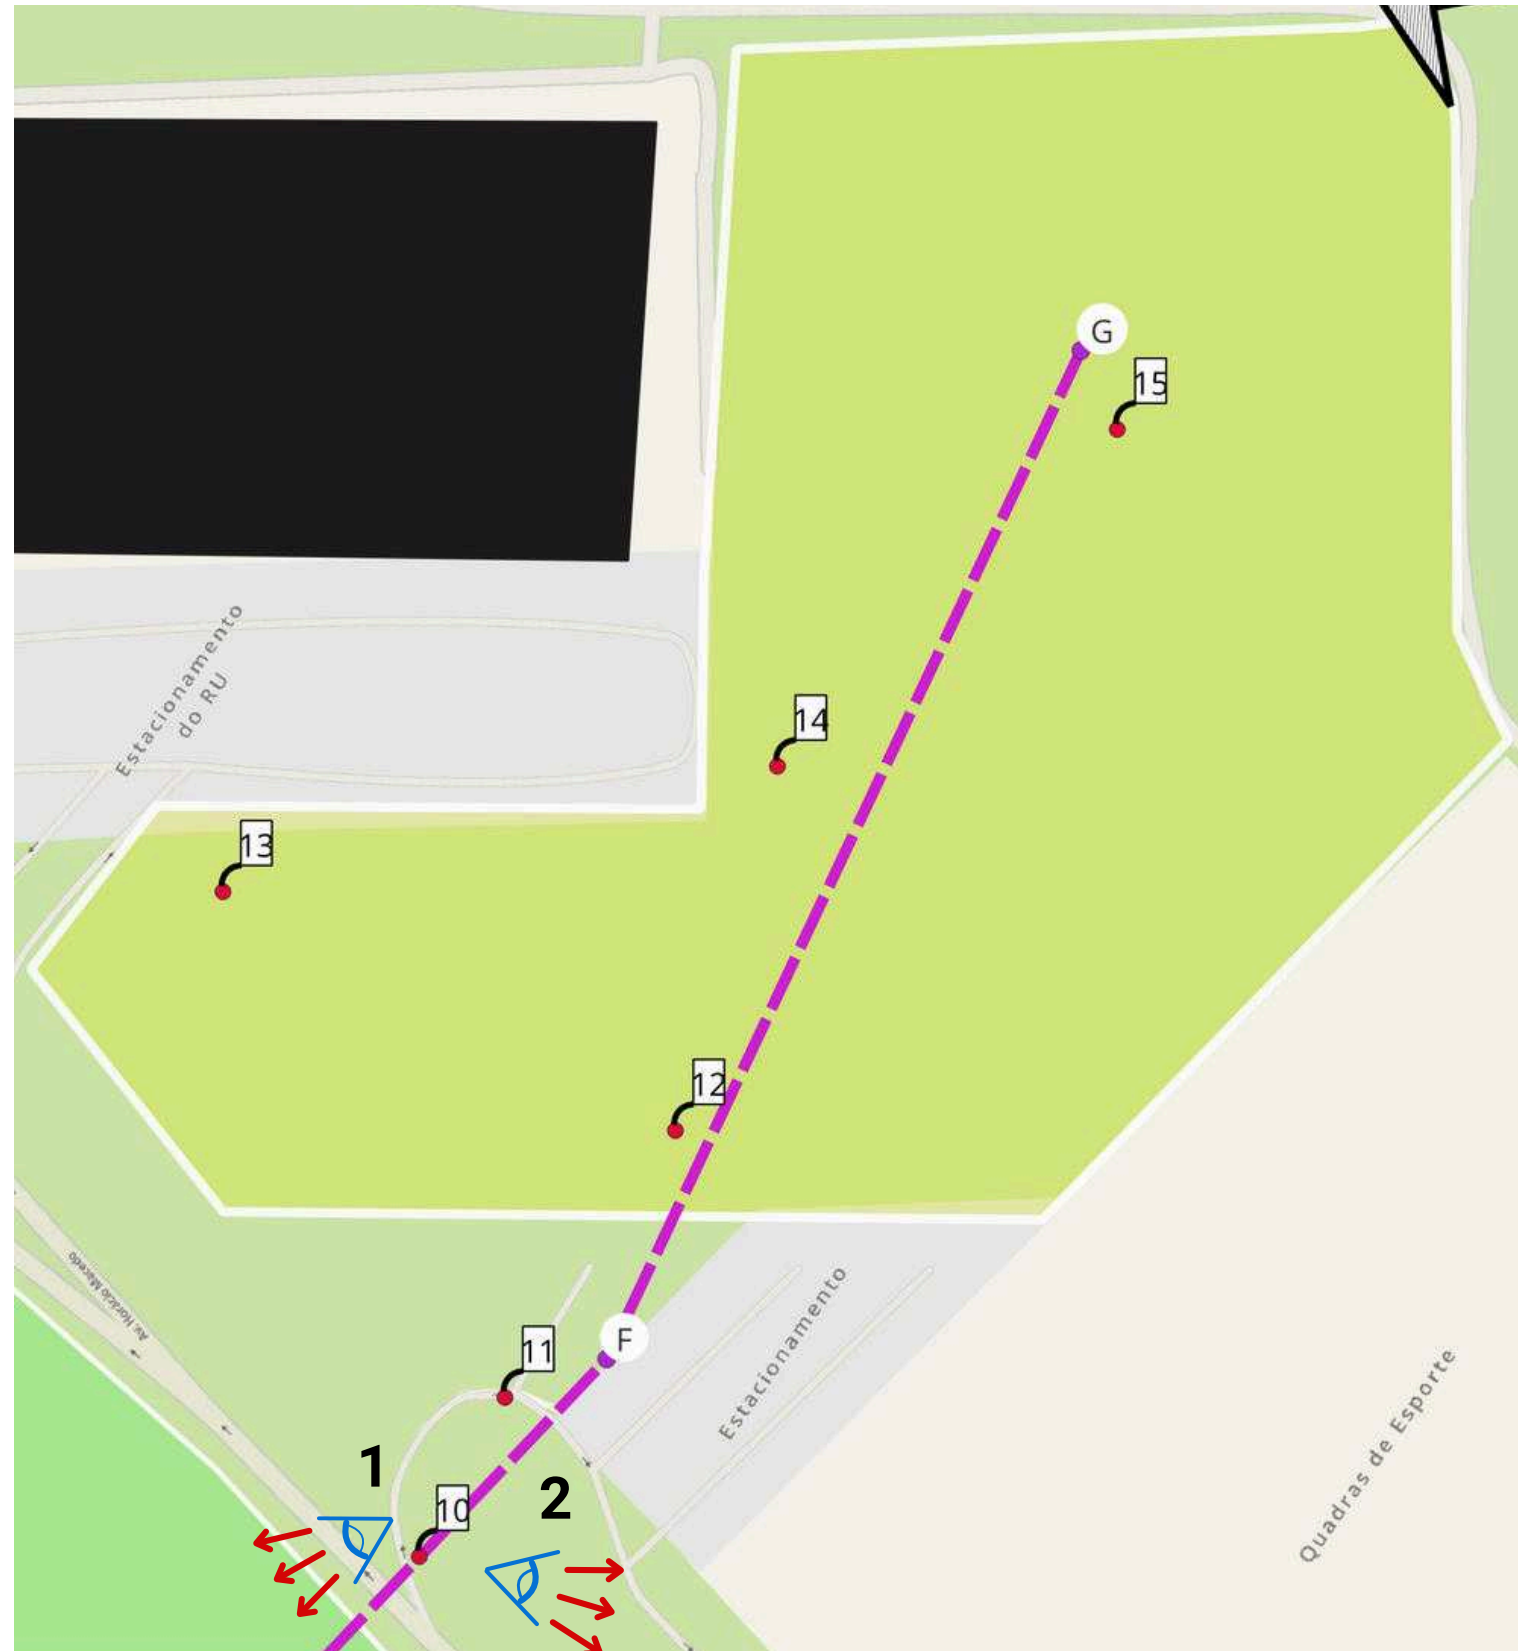 G
15
14
Estacionamento
do RU
13
12
Av. Horácio Macedo
Estacionamento
F
11
Quadras de Esporte
1
10
2